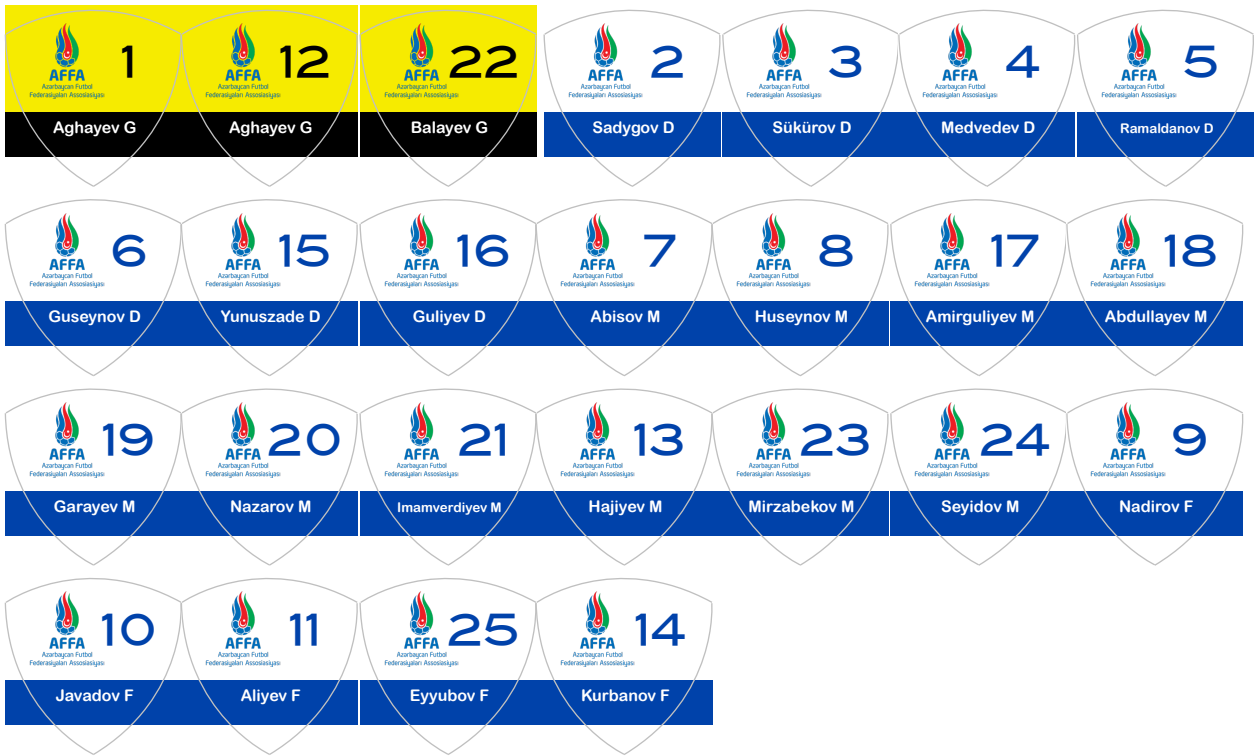 1
AFFA
Azərbaycan Futbol
Federasiyaları Assosiasiyası
Aghayev G
12
AFFA
Azərbaycan Futbol
Federasiyaları Assosiasiyası
Aghayev G
22
AFFA
Azərbaycan Futbol
Federasiyaları Assosiasiyası
Balayev G
2
AFFA
Azərbaycan Futbol
Federasiyaları Assosiasiyası
Sadygov D
3
AFFA
Azərbaycan Futbol
Federasiyaları Assosiasiyası
Sükürov D
4
AFFA
Azərbaycan Futbol
Federasiyaları Assosiasiyası
Medvedev D
5
AFFA
Azərbaycan Futbol
Federasiyaları Assosiasiyası
Ramaldanov D
6
AFFA
Azərbaycan Futbol
Federasiyaları Assosiasiyası
Guseynov D
15
AFFA
Azərbaycan Futbol
Federasiyaları Assosiasiyası
Yunuszade D
16
AFFA
Azərbaycan Futbol
Federasiyaları Assosiasiyası
Guliyev D
7
AFFA
Azərbaycan Futbol
Federasiyaları Assosiasiyası
Abisov M
8
AFFA
Azərbaycan Futbol
Federasiyaları Assosiasiyası
Huseynov M
17
AFFA
Azərbaycan Futbol
Federasiyaları Assosiasiyası
Amirguliyev M
18
AFFA
Azərbaycan Futbol
Federasiyaları Assosiasiyası
Abdullayev M
19
AFFA
Azərbaycan Futbol
Federasiyaları Assosiasiyası
Garayev M
20
AFFA
Azərbaycan Futbol
Federasiyaları Assosiasiyası
Nazarov M
21
AFFA
Azərbaycan Futbol
Federasiyaları Assosiasiyası
Imamverdiyev M
13
AFFA
Azərbaycan Futbol
Federasiyaları Assosiasiyası
Hajiyev M
23
AFFA
Azərbaycan Futbol
Federasiyaları Assosiasiyası
Mirzabekov M
24
AFFA
Azərbaycan Futbol
Federasiyaları Assosiasiyası
Seyidov M
9
AFFA
Azərbaycan Futbol
Federasiyaları Assosiasiyası
Nadirov F
10
AFFA
Azərbaycan Futbol
Federasiyaları Assosiasiyası
Javadov F
11
AFFA
Azərbaycan Futbol
Federasiyaları Assosiasiyası
Aliyev F
25
AFFA
Azərbaycan Futbol
Federasiyaları Assosiasiyası
Eyyubov F
14
AFFA
Azərbaycan Futbol
Federasiyaları Assosiasiyası
Kurbanov F